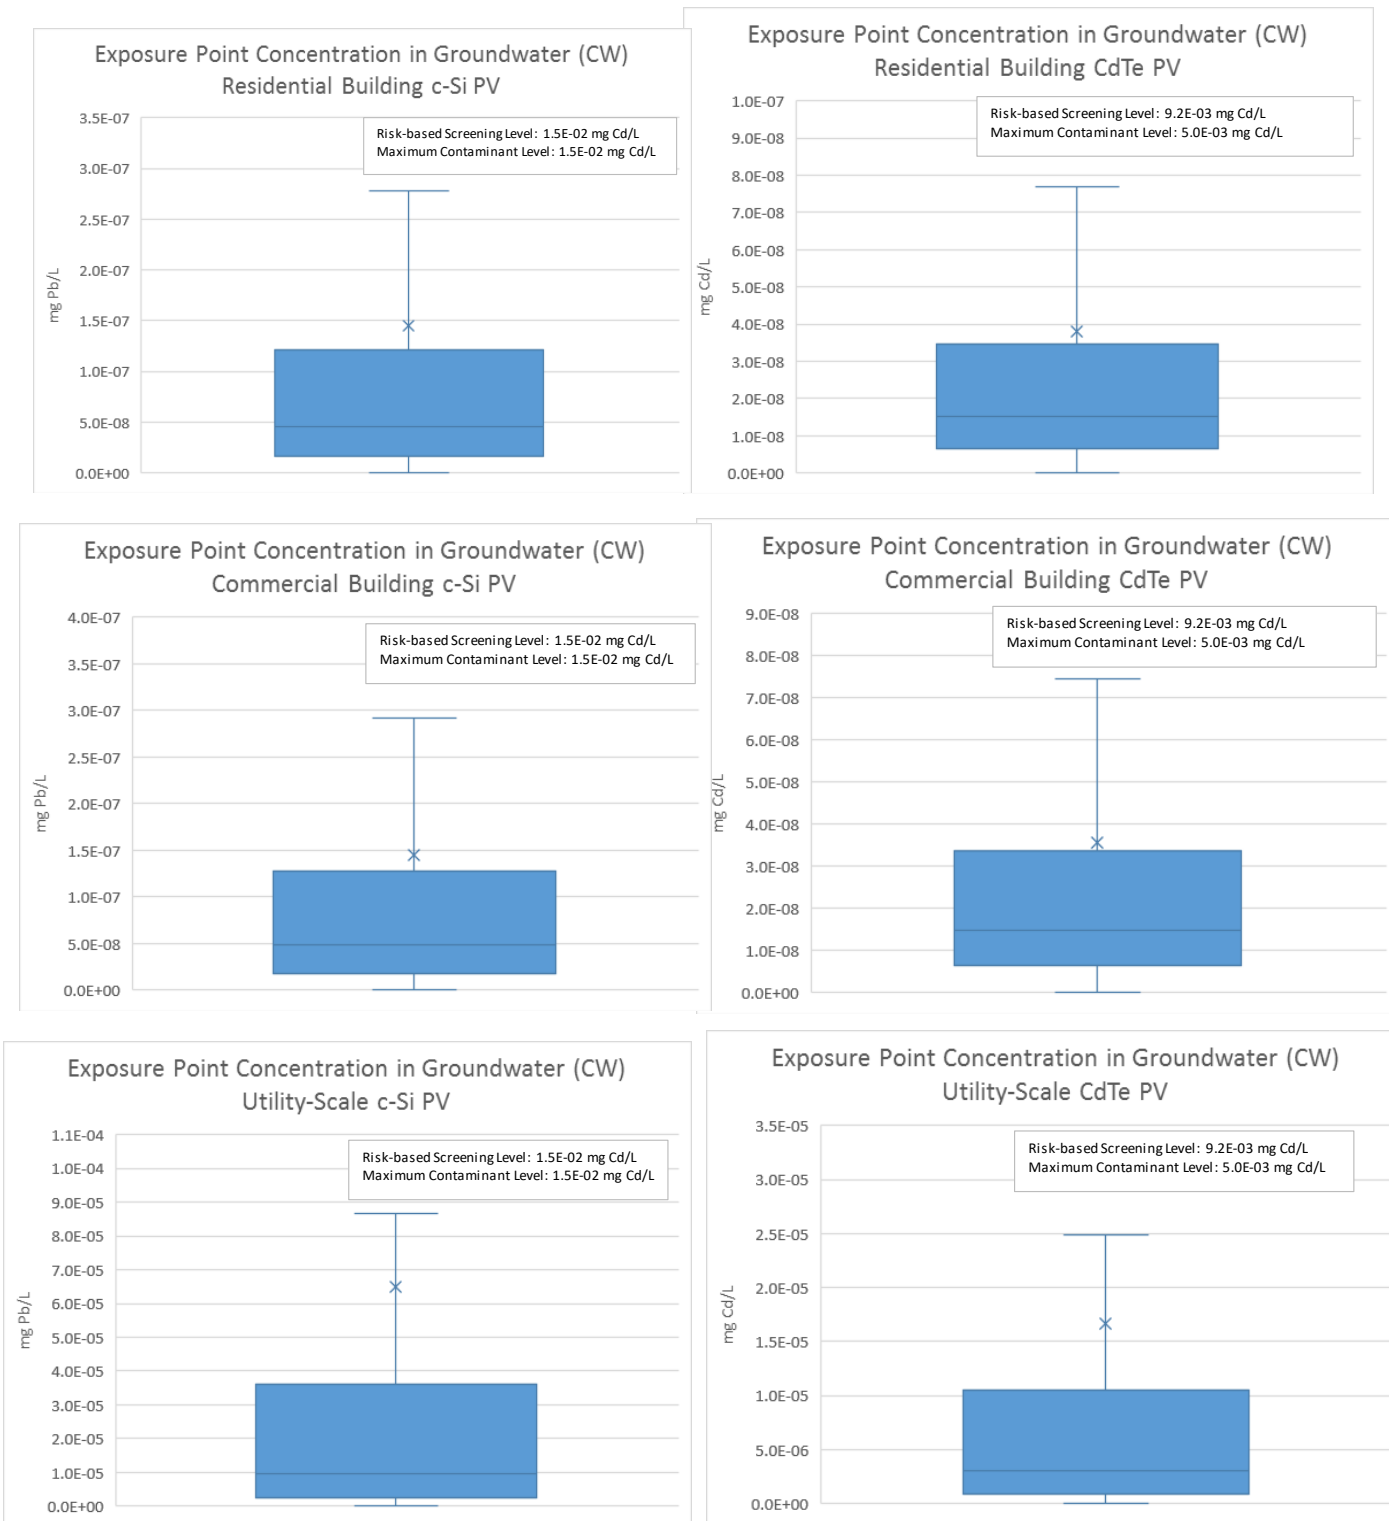 Exposure Point Concentration in Groundwater (CW)
Residential Building c-Si PV
Risk-based Screening Level: 1.5E-02 mg Cd/L
Maximum Contaminant Level: 1.5E-02 mg Cd/L
mg Pb/L
3.5E-07
3.0E-07
2.5E-07
2.0E-07
1.5E-07
1.0E-07
5.0E-08
0.0E+00
Exposure Point Concentration in Groundwater (CW)
Residential Building CdTe PV
Risk-based Screening Level: 9.2E-03 mg Cd/L
Maximum Contaminant Level: 5.0E-03 mg Cd/L
mg Cd/L
1.0E-07
9.0E-08
8.0E-08
7.0E-08
6.0E-08
5.0E-08
4.0E-08
3.0E-08
2.0E-08
1.0E-08
0.0E+00
Exposure Point Concentration in Groundwater (CW)
Commercial Building c-Si PV
Risk-based Screening Level: 1.5E-02 mg Cd/L
Maximum Contaminant Level: 1.5E-02 mg Cd/L
mg Pb/L
4.0E-07
3.5E-07
3.0E-07
2.5E-07
2.0E-07
1.5E-07
1.0E-07
5.0E-08
0.0E+00
Exposure Point Concentration in Groundwater (CW)
Commercial Building CdTe PV
Risk-based Screening Level: 9.2E-03 mg Cd/L
Maximum Contaminant Level: 5.0E-03 mg Cd/L
mg Cd/L
9.0E-08
8.0E-08
7.0E-08
6.0E-08
5.0E-08
4.0E-08
3.0E-08
2.0E-08
1.0E-08
0.0E+00
Exposure Point Concentration in Groundwater (CW)
Utility-Scale c-Si PV
Risk-based Screening Level: 1.5E-02 mg Cd/L
Maximum Contaminant Level: 1.5E-02 mg Cd/L
mg Pb/L
1.1E-04
1.0E-04
9.0E-05
8.0E-05
7.0E-05
6.0E-05
5.0E-05
4.0E-05
3.0E-05
2.0E-05
1.0E-05
0.0E+00
Exposure Point Concentration in Groundwater (CW)
Utility-Scale CdTe PV
Risk-based Screening Level: 9.2E-03 mg Cd/L
Maximum Contaminant Level: 5.0E-03 mg Cd/L
mg Cd/L
3.5E-05
3.0E-05
2.5E-05
2.0E-05
1.5E-05
1.0E-05
5.0E-06
0.0E+00